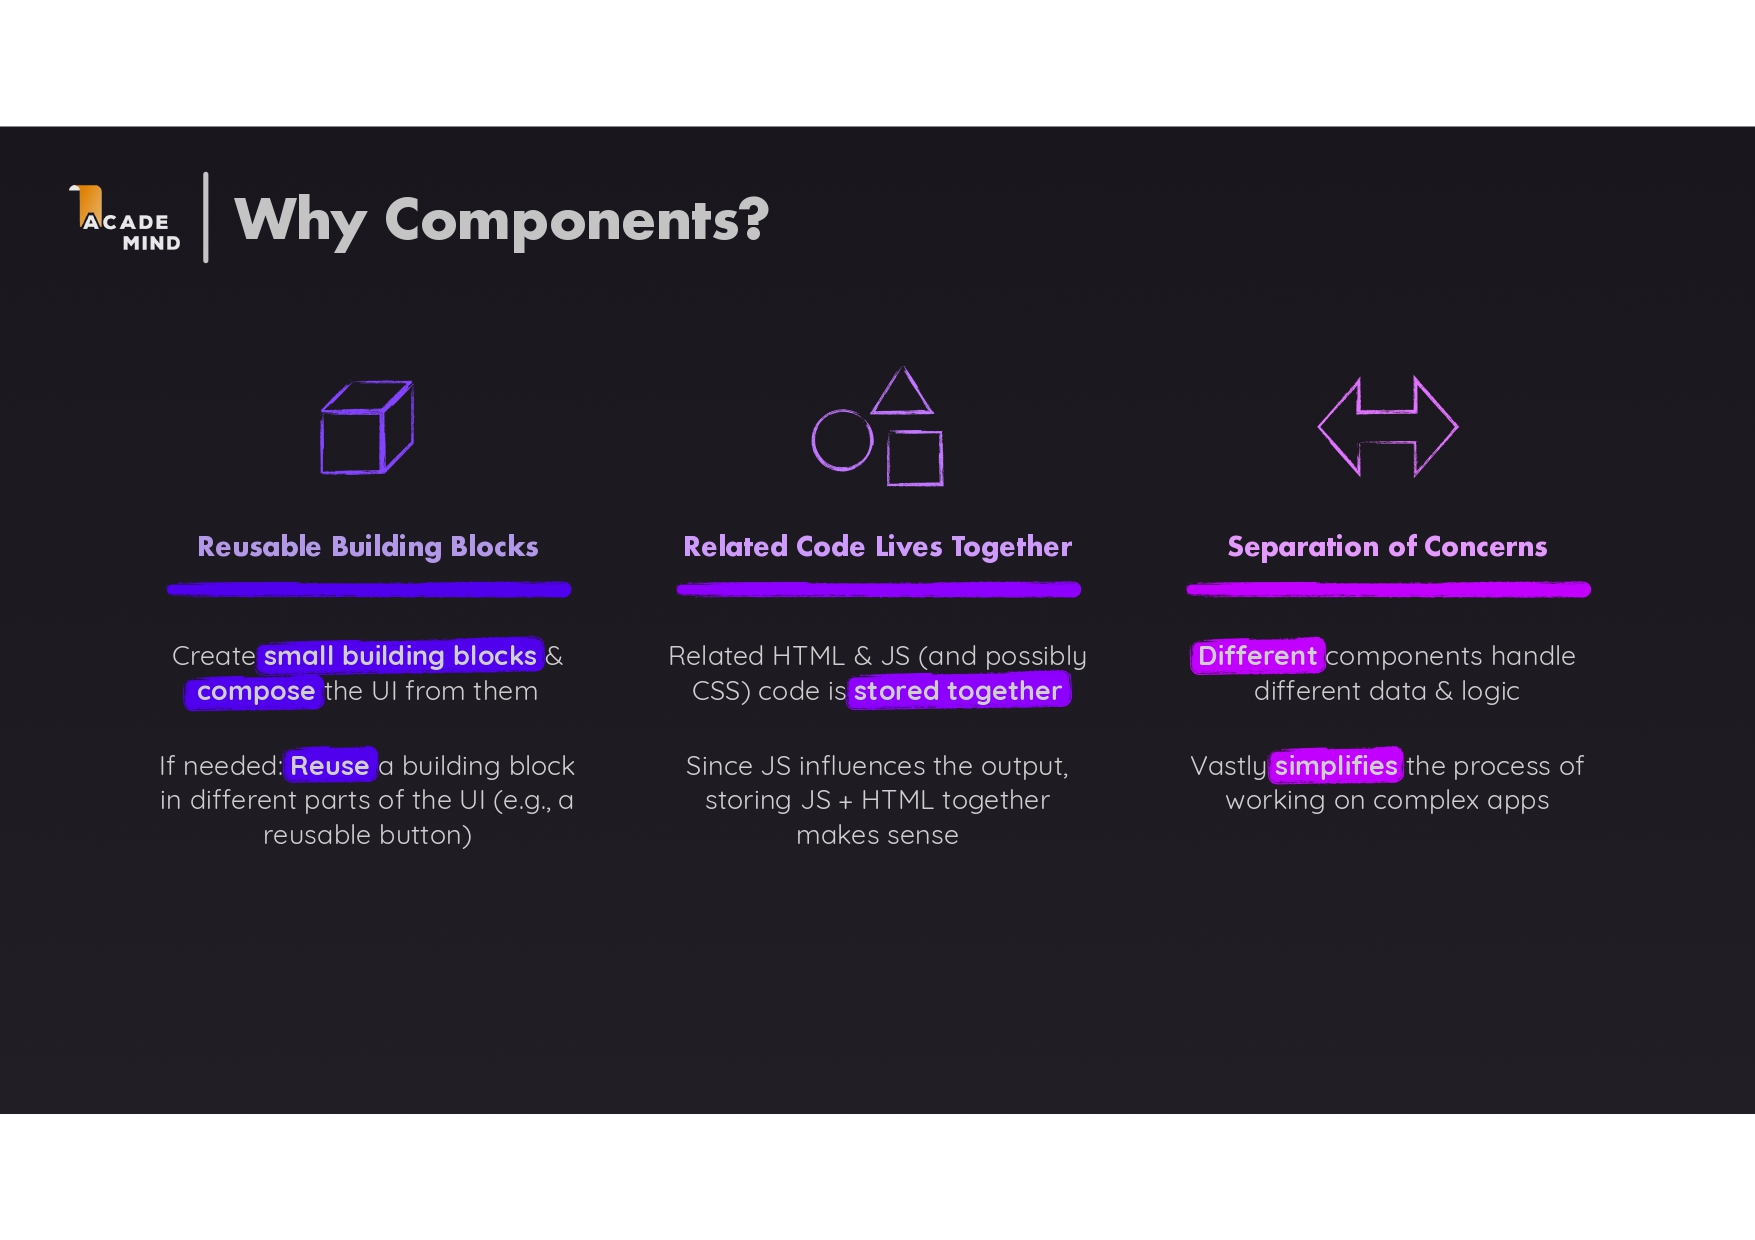 ACADE
MIND
Why Components?
Reusable Building Blocks
Create small building blocks &
compose the UI from them
If needed: Reuse a building block
in different parts of the UI (e.g., a
reusable button)
Related Code Lives Together
Related HTML & JS (and possibly
CSS) code is stored together
Since JS influences the output,
storing JS + HTML together
makes sense
Separation of Concerns
Different components handle
different data & logic
Vastly simplifies the process of
working on complex apps